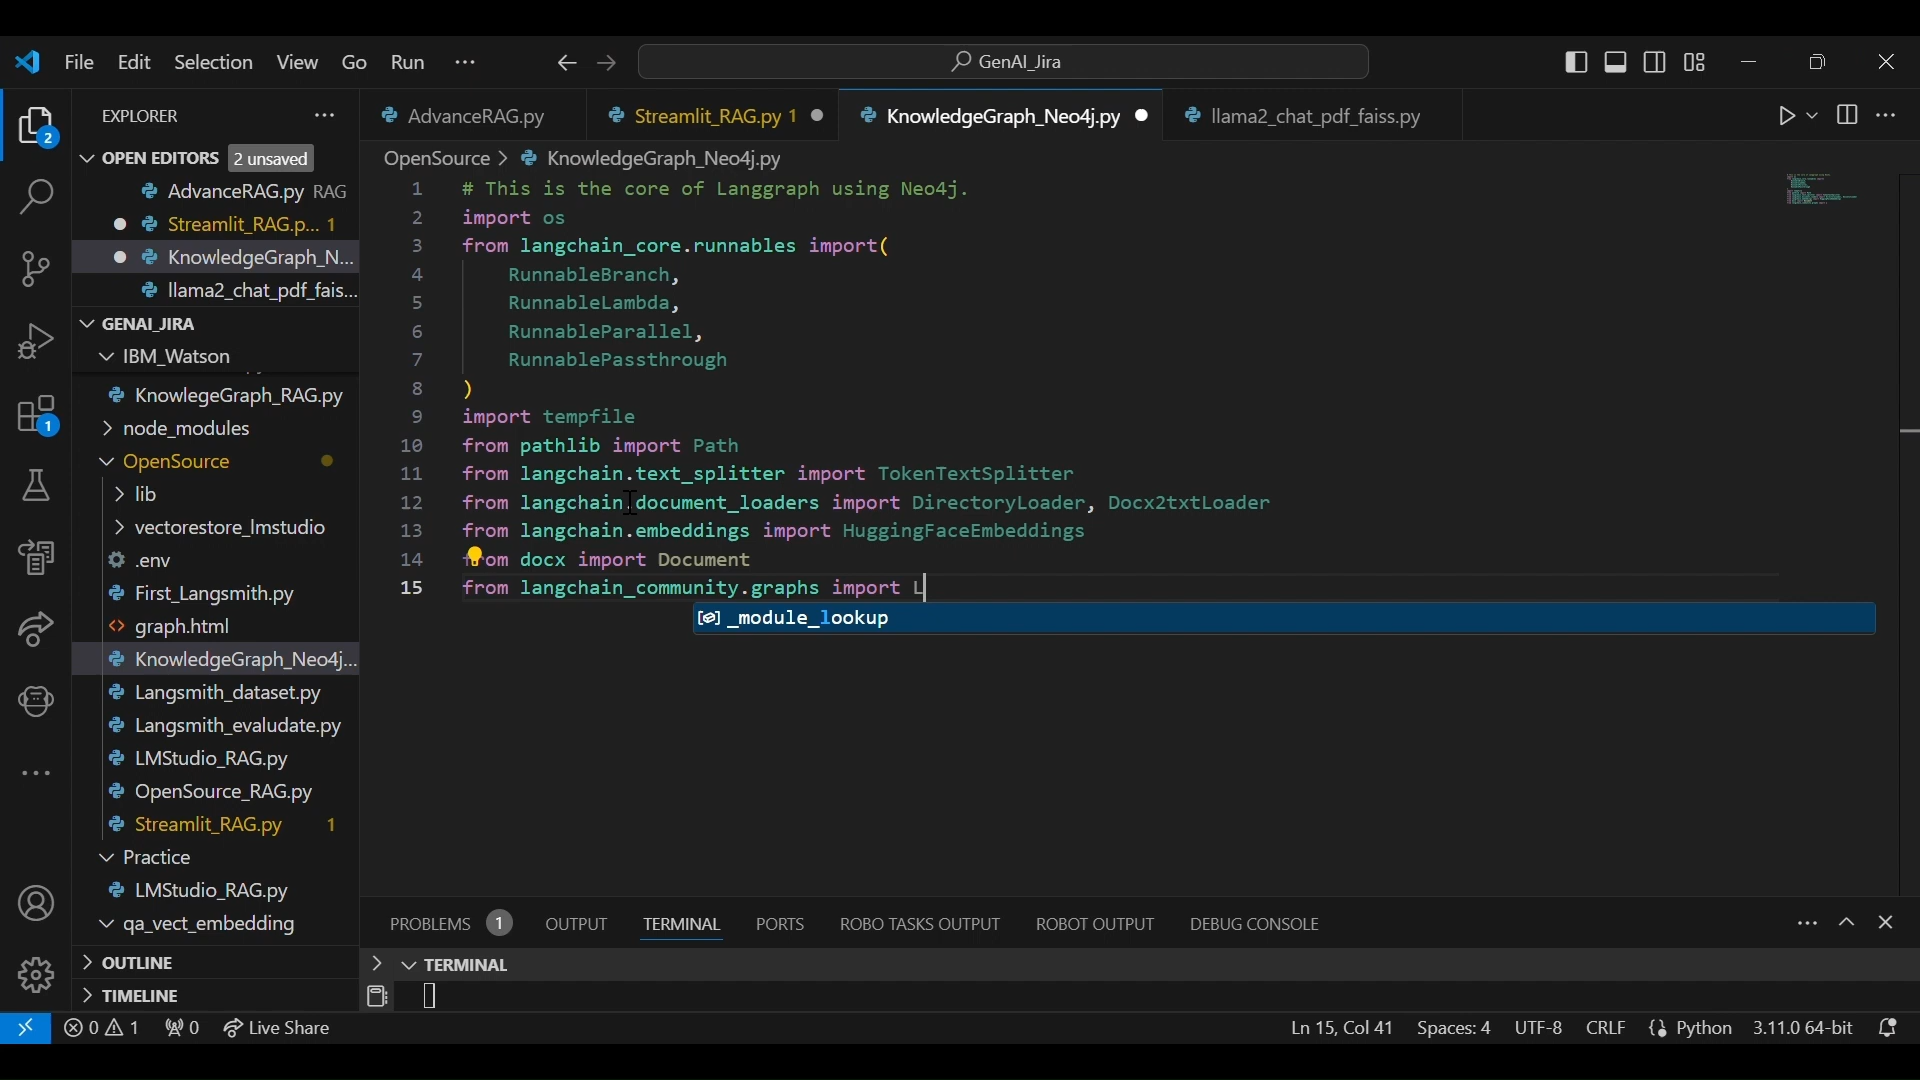 File Edit Selection View Go Run ...
GenAI_Jira
EXPLORER
OPEN EDITORS 2 unsaved
AdvanceRAG.py RAG
Streamlit_RAG.p... 1
KnowledgeGraph_N...
llama2_chat_pdf_fais...
GENAI_JIRA
IBM_Watson
KnowlegeGraph_RAG.py
node_modules
OpenSource
lib
vectorestore_lmstudio
.env
First_Langsmith.py
graph.html
KnowledgeGraph_Neo4j...
Langsmith_dataset.py
Langsmith_evaludate.py
LMStudio_RAG.py
OpenSource_RAG.py
Streamlit_RAG.py 1
Practice
LMStudio_RAG.py
qa_vect_embedding
OUTLINE
TIMELINE
2
1
AdvanceRAG.py Streamlit_RAG.py 1 KnowledgeGraph_Neo4j.py llama2_chat_pdf_faiss.py
OpenSource > KnowledgeGraph_Neo4j.py
1 # This is the core of Langgraph using Neo4j.
2 import os
3 from langchain_core.runnables import(
4 RunnableBranch,
5 RunnableLambda,
6 RunnableParallel,
7 RunnablePassthrough
8 )
9 import tempfile
10 from pathlib import Path
11 from langchain.text_splitter import TokenTextSplitter
12 from langchain.document_loaders import DirectoryLoader, Docx2txtLoader
13 from langchain.embeddings import HuggingFaceEmbeddings
14 from docx import Document
15 from langchain_community.graphs import L
_module_lookup
PROBLEMS 1 OUTPUT TERMINAL PORTS ROBO TASKS OUTPUT ROBOT OUTPUT DEBUG CONSOLE
TERMINAL
0 1 0 Live Share Ln 15, Col 41 Spaces: 4 UTF-8 CRLF Python 3.11.0 64-bit